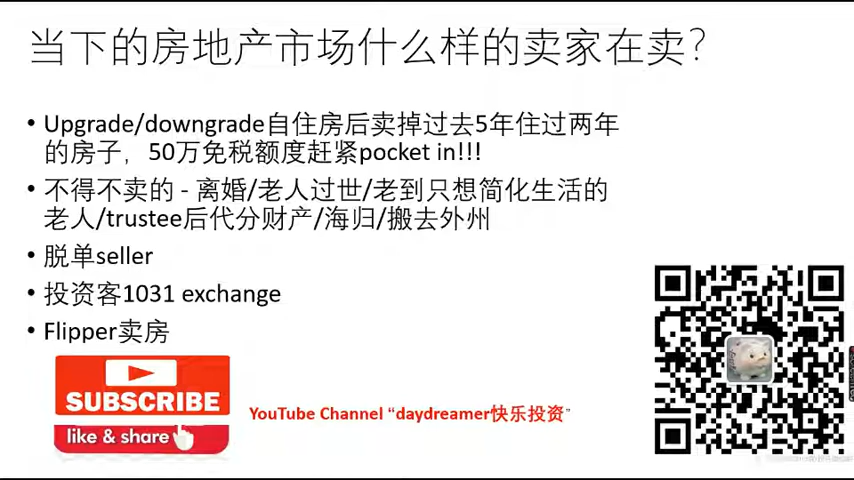 当下的房地产市场什么样的卖家在卖?
• Upgrade/downgrade自住房后卖掉过去5年住过两年
的房子，50万免税额度赶紧pocket in!!!
• 不得不卖的 - 离婚/老人过世/老到只想简化生活的
老人/trustee后代分财产/海归/搬去外州
• 脱单seller
• 投资客1031 exchange
• Flipper卖房
SUBSCRIBE
like & share
YouTube Channel “daydreamer快乐投资”